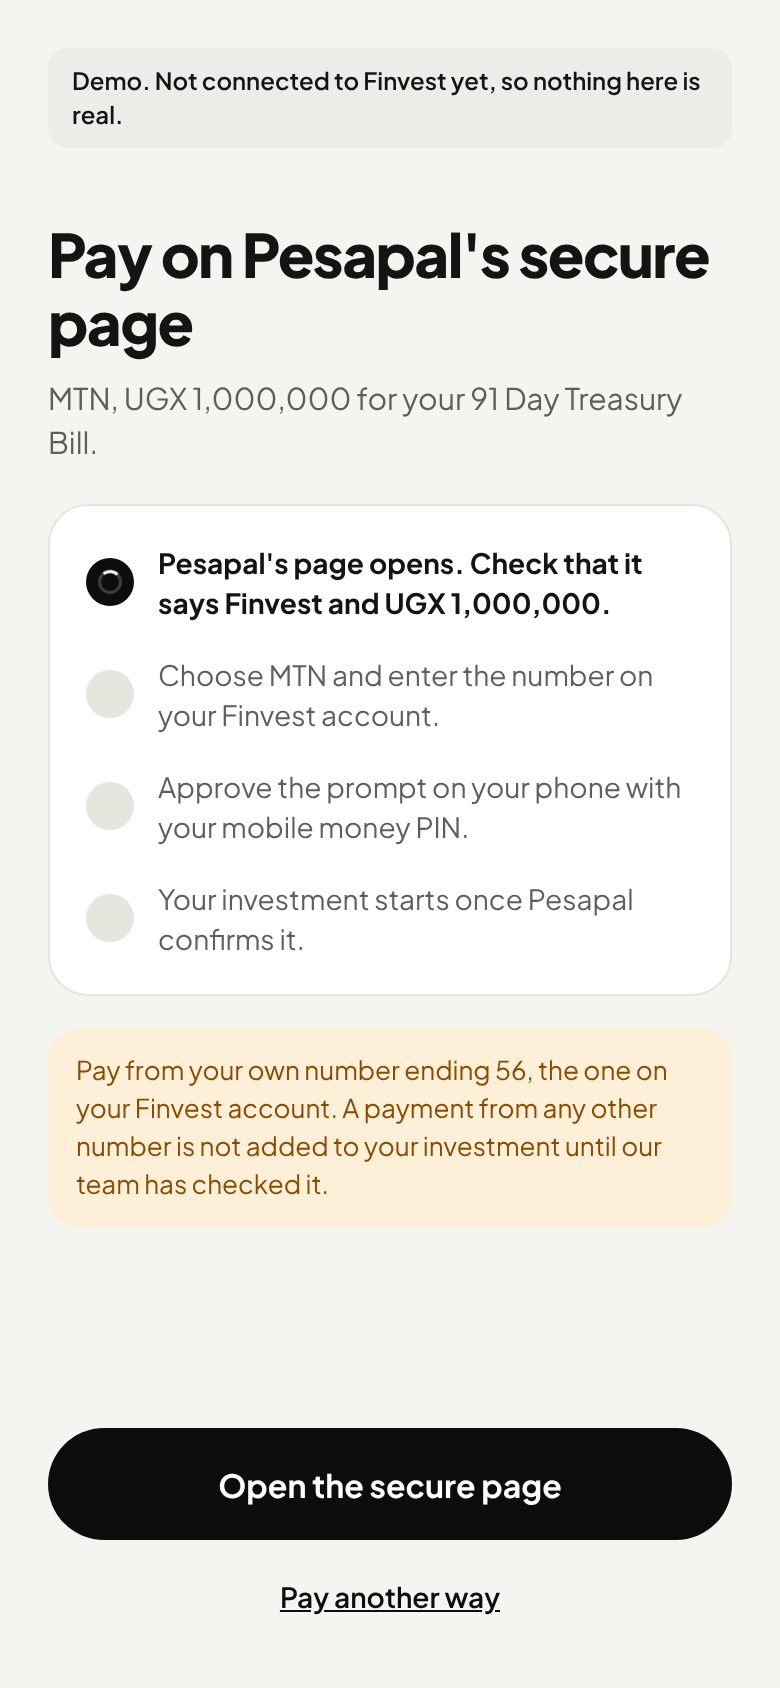 Demo. Not connected to Finvest yet, so nothing here is
real.
Pay on Pesapal's secure
page
MTN, UGX 1,000,000 for your 91 Day Treasury
Bill.
Pesapal's page opens. Check that it
says Finvest and UGX 1,000,000.
Choose MTN and enter the number on
your Finvest account.
Approve the prompt on your phone with
your mobile money PIN.
Your investment starts once Pesapal
confirms it.
Pay from your own number ending 56, the one on
your Finvest account. A payment from any other
number is not added to your investment until our
team has checked it.
Open the secure page
Pay another way